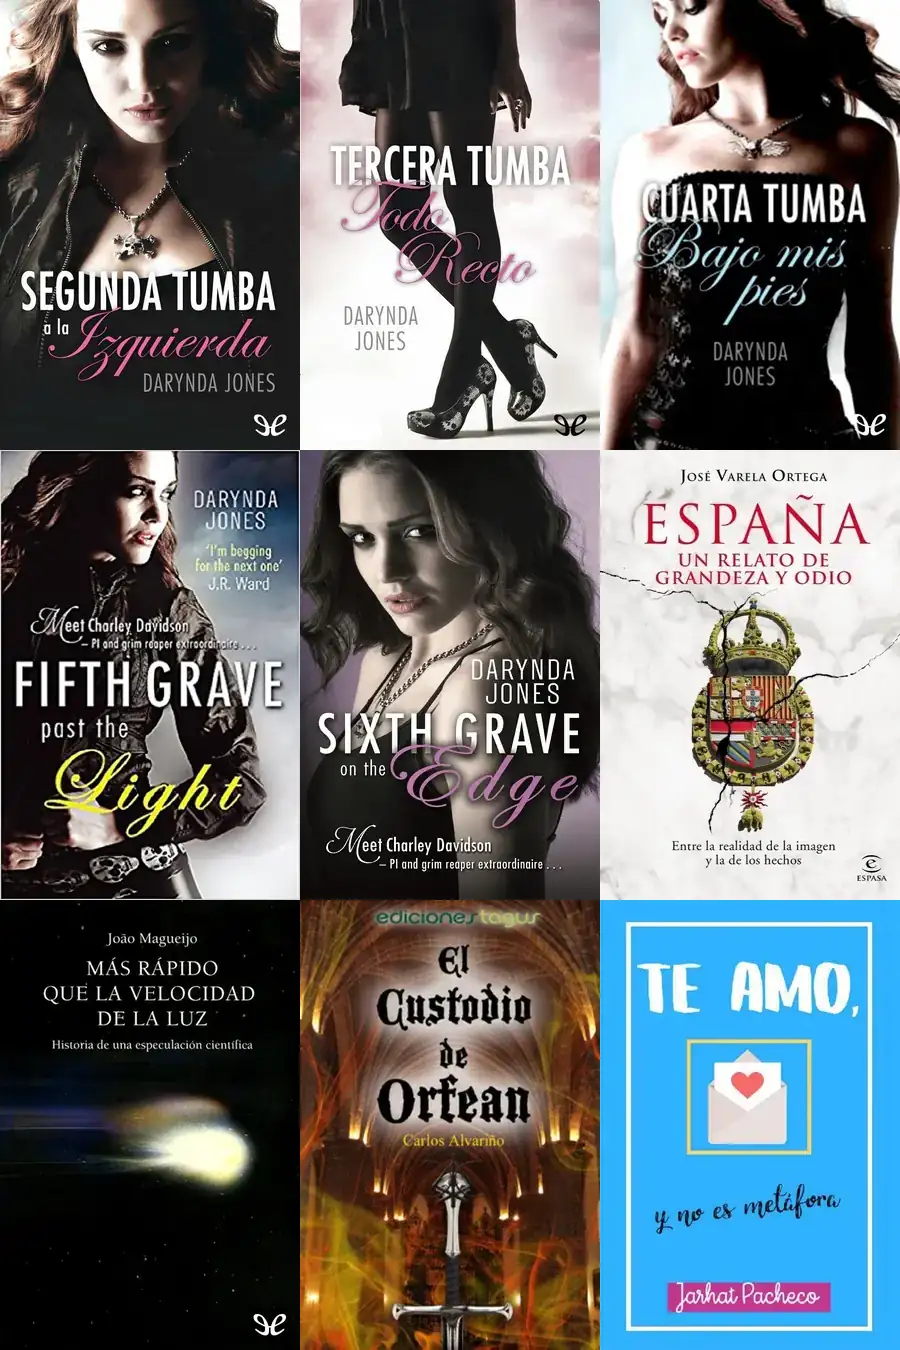 SEGUNDA TUMBA
a la
Izquierda
DARYNDA JONES
TERCERA TUMBA
Todo
Recto
DARYNDA
JONES
CUARTA TUMBA
Bajo mis
pies
DARYNDA
JONES
DARYNDA
JONES
'I'm begging
for the next one'
J.R. Ward
Meet Charley Davidson
– PI and grim reaper extraordinaire . . .
FIFTH GRAVE
past the
Light
DARYNDA
JONES
SIXTH GRAVE
on the
Edge
Meet Charley Davidson
– PI and grim reaper extraordinaire . . .
JOSÉ VARELA ORTEGA
ESPAÑA
UN RELATO DE
GRANDEZA Y ODIO
Entre la realidad de la imagen
y la de los hechos
ESPASA
João Magueijo
MÁS RÁPIDO
QUE LA VELOCIDAD
DE LA LUZ
Historia de una especulación científica
edicionestagus
El
Custodio
de
Orfean
Carlos Alvariño
TE AMO,
y no es metáfora
Jarhat Pacheco